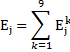 E_j = \sum_{k=1}^{9} E_j^k